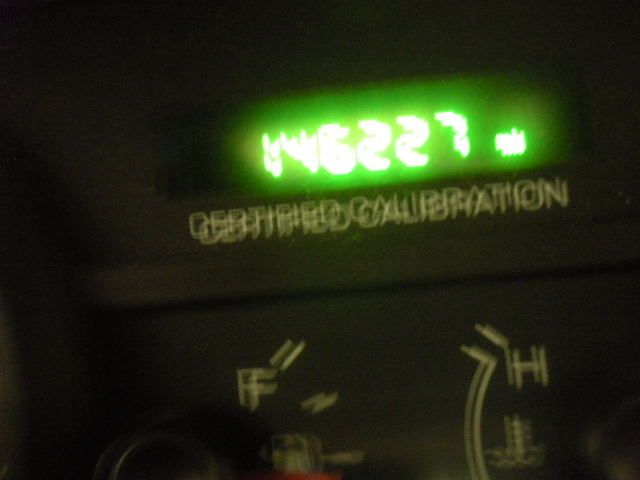 146227 mi
CERTIFIED CALIBRATION
F H